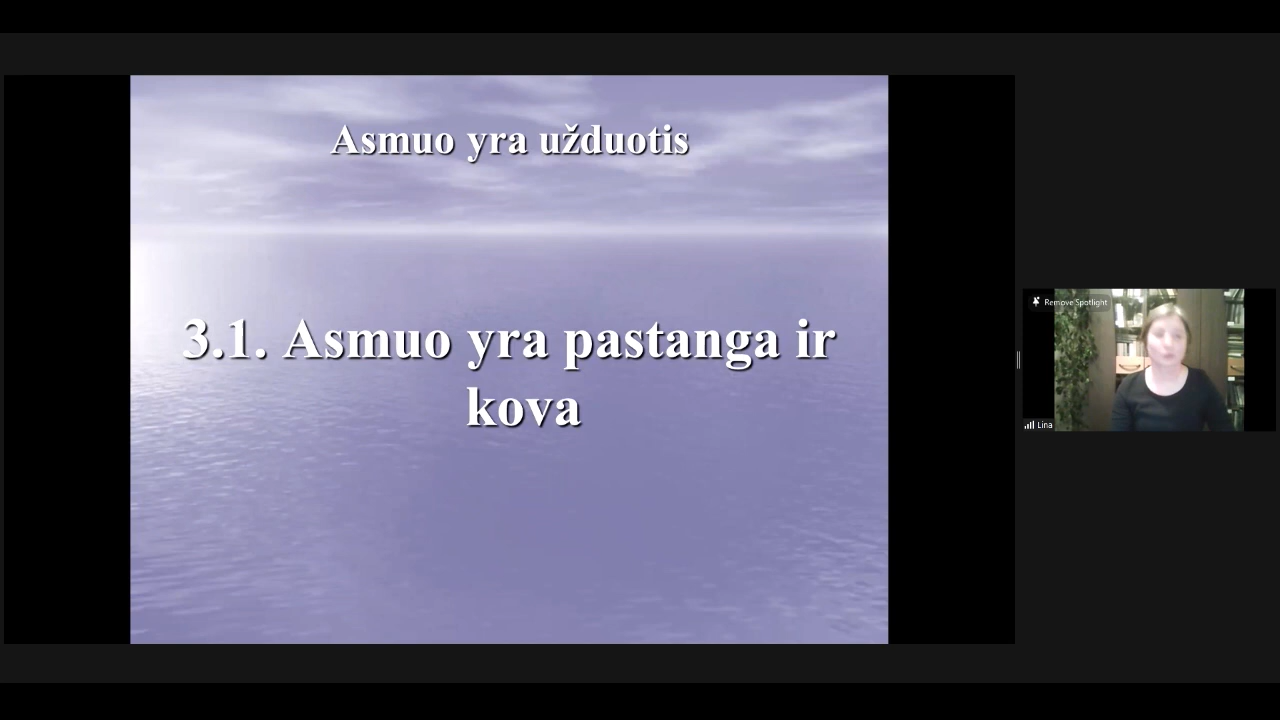 Asmuo yra užduotis
3.1. Asmuo yra pastanga ir
kova
Remove Spotlight
Lina